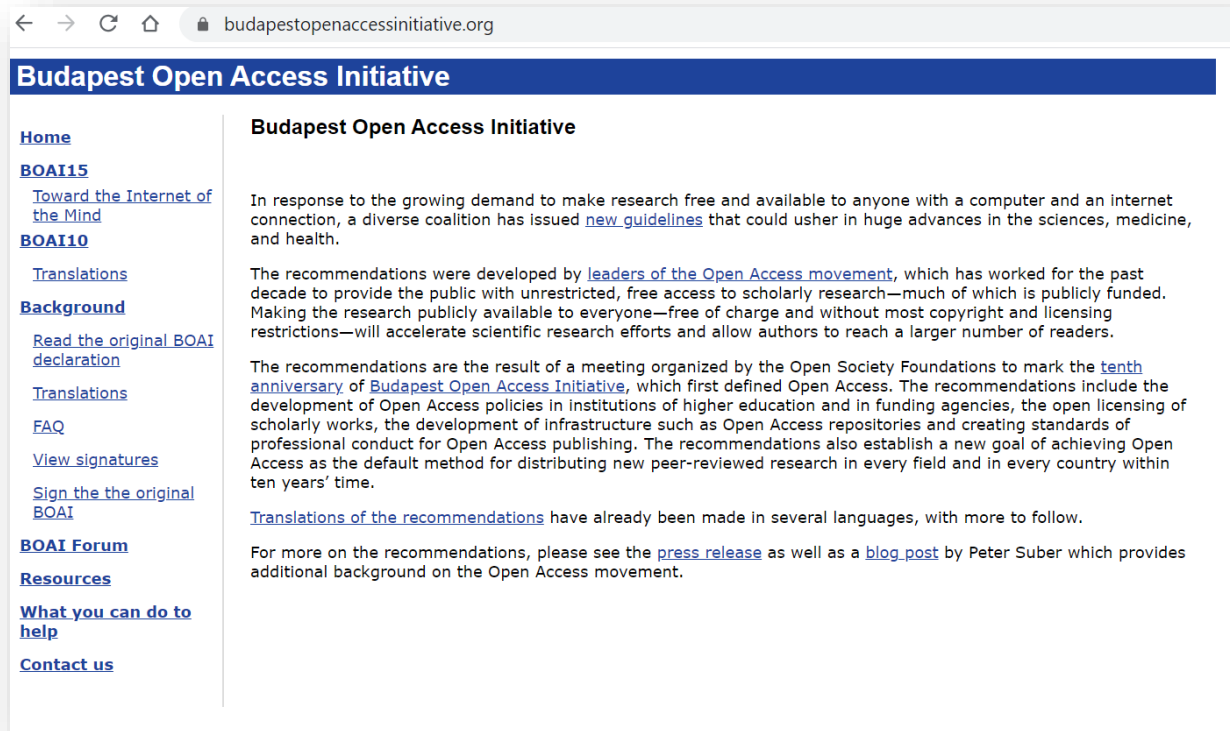 budapestopenaccessinitiative.org
Budapest Open Access Initiative
Home
BOAI15
Toward the Internet of
the Mind
BOAI10
Translations
Background
Read the original BOAI
declaration
Translations
FAQ
View signatures
Sign the the original
BOAI
BOAI Forum
Resources
What you can do to
help
Contact us
Budapest Open Access Initiative
In response to the growing demand to make research free and available to anyone with a computer and an internet
connection, a diverse coalition has issued new guidelines that could usher in huge advances in the sciences, medicine,
and health.
The recommendations were developed by leaders of the Open Access movement, which has worked for the past
decade to provide the public with unrestricted, free access to scholarly research—much of which is publicly funded.
Making the research publicly available to everyone—free of charge and without most copyright and licensing
restrictions—will accelerate scientific research efforts and allow authors to reach a larger number of readers.
The recommendations are the result of a meeting organized by the Open Society Foundations to mark the tenth
anniversary of Budapest Open Access Initiative, which first defined Open Access. The recommendations include the
development of Open Access policies in institutions of higher education and in funding agencies, the open licensing of
scholarly works, the development of infrastructure such as Open Access repositories and creating standards of
professional conduct for Open Access publishing. The recommendations also establish a new goal of achieving Open
Access as the default method for distributing new peer-reviewed research in every field and in every country within
ten years’ time.
Translations of the recommendations have already been made in several languages, with more to follow.
For more on the recommendations, please see the press release as well as a blog post by Peter Suber which provides
additional background on the Open Access movement.